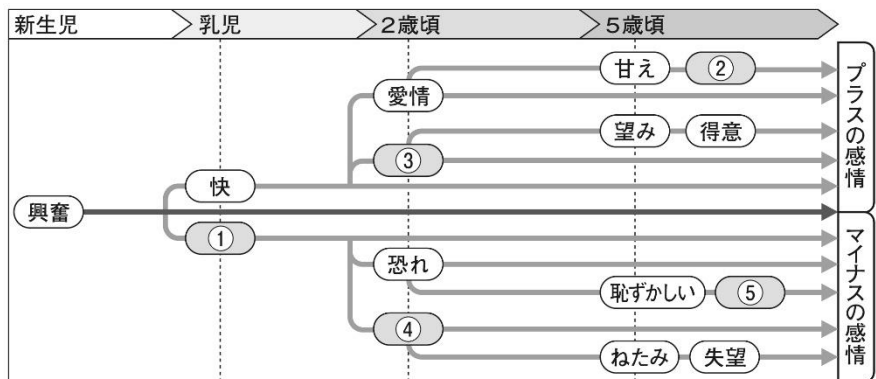 新生児 乳児 2歳頃 5歳頃
甘え ②
愛情
望み 得意
③
快
興奮
①
恐れ
恥ずかしい ⑤
④
ねたみ 失望
プラスの感情
マイナスの感情